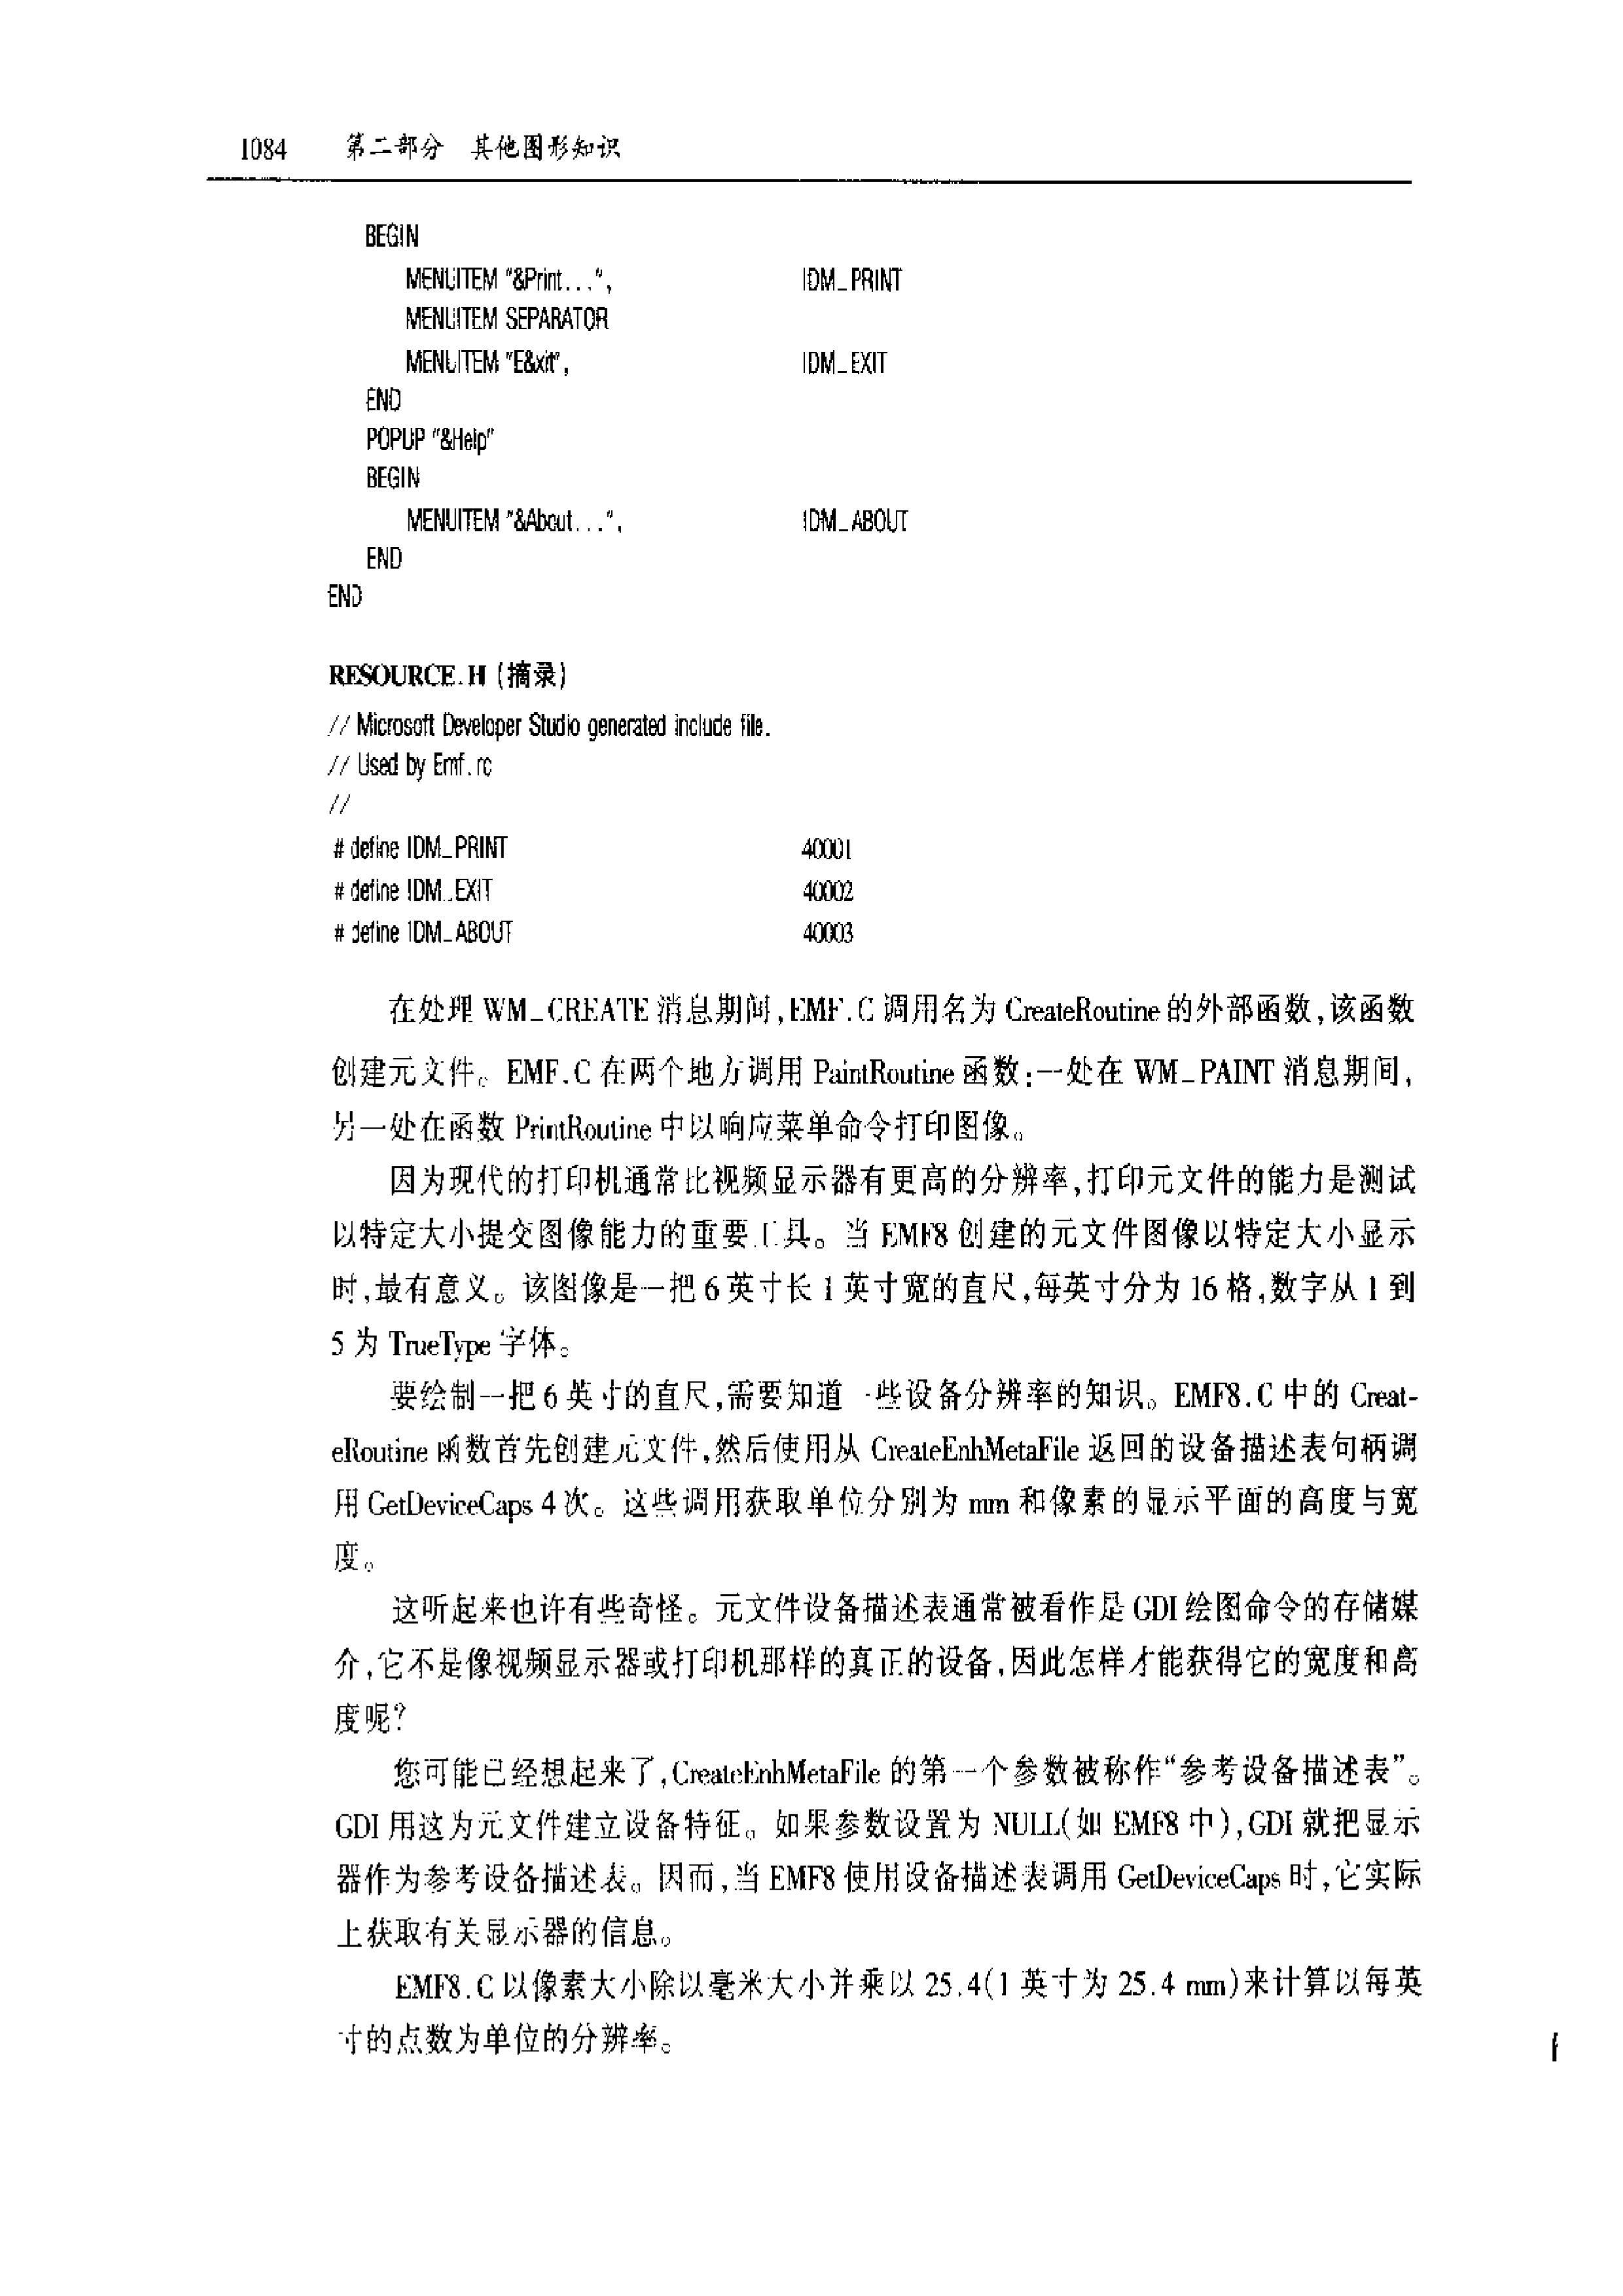 1084 第二部分 其他图形知识
BEGIN
MENUITEM "&Print...", IDM_PRINT
MENUITEM SEPARATOR
MENUITEM "E&xit", IDM_EXIT
END
POPUP "&Help"
BEGIN
MENUITEM "&About...", IDM_ABOUT
END
END
RESOURCE.H (摘录)
// Microsoft Developer Studio generated include file.
// Used by Emf.rc
//
# define IDM_PRINT 40001
# define IDM_EXIT 40002
# define IDM_ABOUT 40003
在处理 WM_CREATE 消息期间,EMF.C 调用名为 CreateRoutine 的外部函数,该函数
创建元文件。EMF.C 在两个地方调用 PaintRoutine 函数:一处在 WM_PAINT 消息期间,
另一处在函数 PrintRoutine 中以响应菜单命令打印图像。
因为现代的打印机通常比视频显示器有更高的分辨率,打印元文件的能力是测试
以特定大小提交图像能力的重要工具。当 EMF8 创建的元文件图像以特定大小显示
时,最有意义。该图像是一把 6 英寸长 1 英寸宽的直尺,每英寸分为 16 格,数字从 1 到
5 为 TrueType 字体。
要绘制一把 6 英寸的直尺,需要知道一些设备分辨率的知识。EMF8.C 中的 Creat-
eRoutine 函数首先创建元文件,然后使用从 CreateEnhMetaFile 返回的设备描述表句柄调
用 GetDeviceCaps 4 次。这些调用获取单位分别为 mm 和像素的显示平面的高度与宽
度。
这听起来也许有些奇怪。元文件设备描述表通常被看作是 GDI 绘图命令的存储媒
介,它不是像视频显示器或打印机那样的真正的设备,因此怎样才能获得它的宽度和高
度呢?
您可能已经想起来了,CreateEnhMetaFile 的第一个参数被称作“参考设备描述表”。
GDI 用这为元文件建立设备特征。如果参数设置为 NULL(如 EMF8 中),GDI 就把显示
器作为参考设备描述表。因而,当 EMF8 使用设备描述表调用 GetDeviceCaps 时,它实际
上获取有关显示器的信息。
EMF8.C 以像素大小除以毫米大小并乘以 25.4(1 英寸为 25.4 mm)来计算以每英
寸的点数为单位的分辨率。